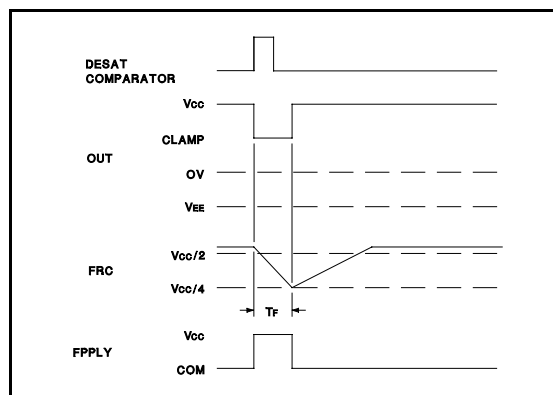 DESAT
COMPARATOR
Vcc
CLAMP
OUT
OV
VEE
Vcc/2
FRC
Vcc/4
TF
Vcc
FPPLY
COM